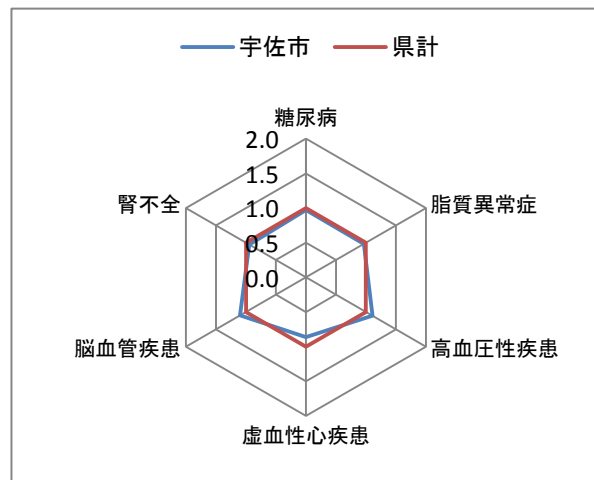 宇佐市 県計
糖尿病
2.0
1.5
1.0
0.5
0.0
脂質異常症
高血圧性疾患
虚血性心疾患
脳血管疾患
腎不全